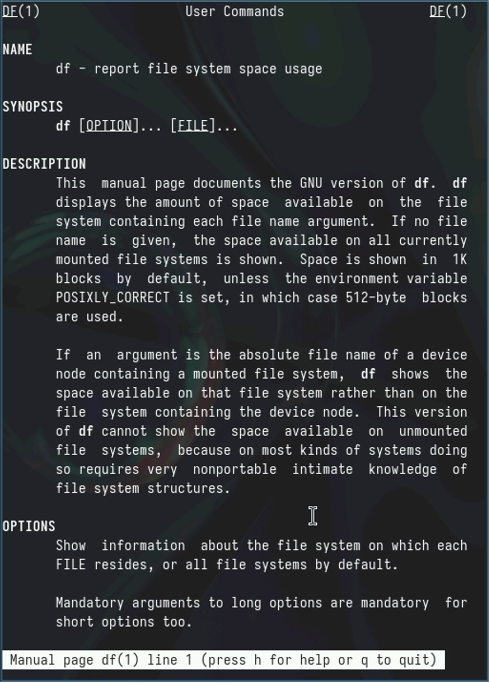 DF(1) User Commands DF(1)
NAME
df - report file system space usage
SYNOPSIS
df [OPTION]... [FILE]...
DESCRIPTION
This manual page documents the GNU version of df. df
displays the amount of space available on the file
system containing each file name argument. If no file
name is given, the space available on all currently
mounted file systems is shown. Space is shown in 1K
blocks by default, unless the environment variable
POSIXLY_CORRECT is set, in which case 512-byte blocks
are used.
If an argument is the absolute file name of a device
node containing a mounted file system, df shows the
space available on that file system rather than on the
file system containing the device node. This version
of df cannot show the space available on unmounted
file systems, because on most kinds of systems doing
so requires very nonportable intimate knowledge of
file system structures.
OPTIONS
Show information about the file system on which each
FILE resides, or all file systems by default.
Mandatory arguments to long options are mandatory for
short options too.
Manual page df(1) line 1 (press h for help or q to quit)